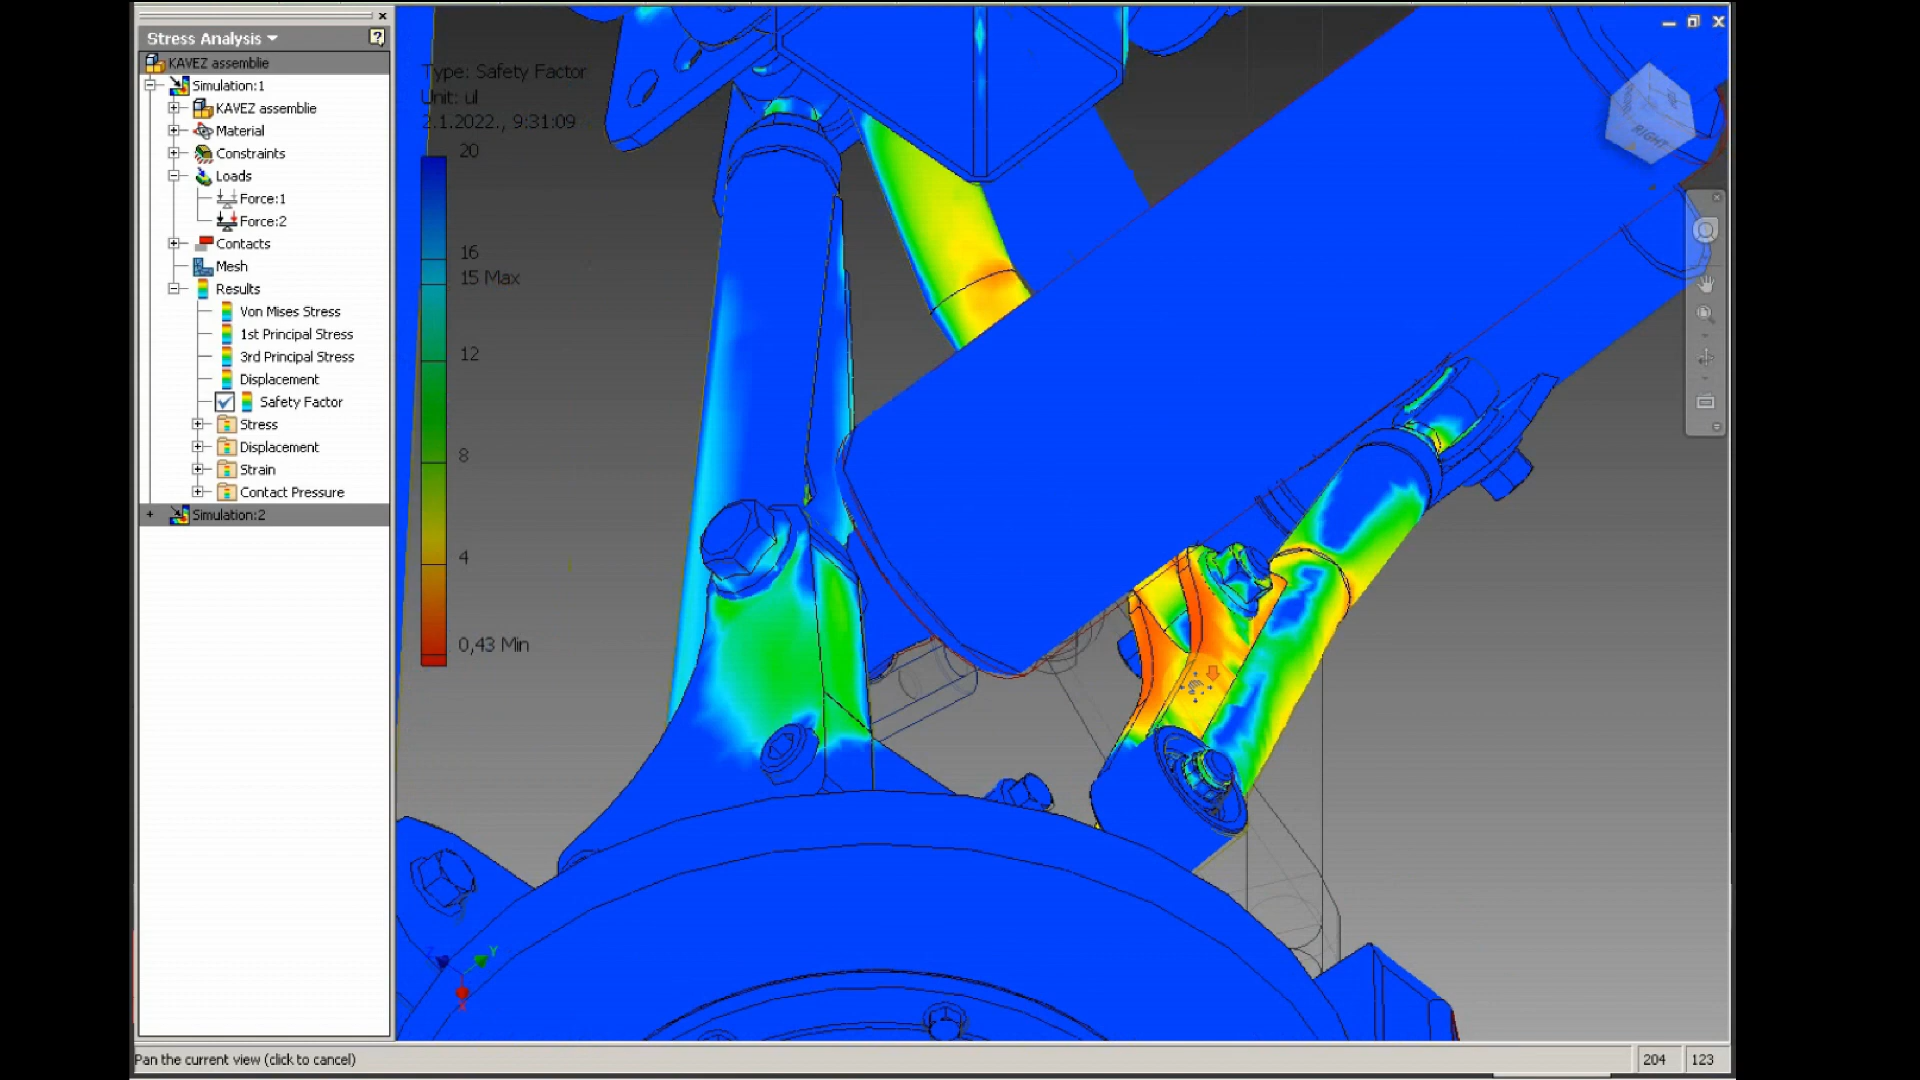 Stress Analysis
KAVEZ assemblie
Simulation:1
KAVEZ assemblie
Material
Constraints
Loads
Force:1
Force:2
Contacts
Mesh
Results
Von Mises Stress
1st Principal Stress
3rd Principal Stress
Displacement
Safety Factor
Stress
Displacement
Strain
Contact Pressure
Simulation:2
Type: Safety Factor
Unit: ul
2.1.2022., 9:31:09
20
16
15 Max
12
8
4
0,43 Min
RIGHT
Y
X
Pan the current view (click to cancel)
204
123